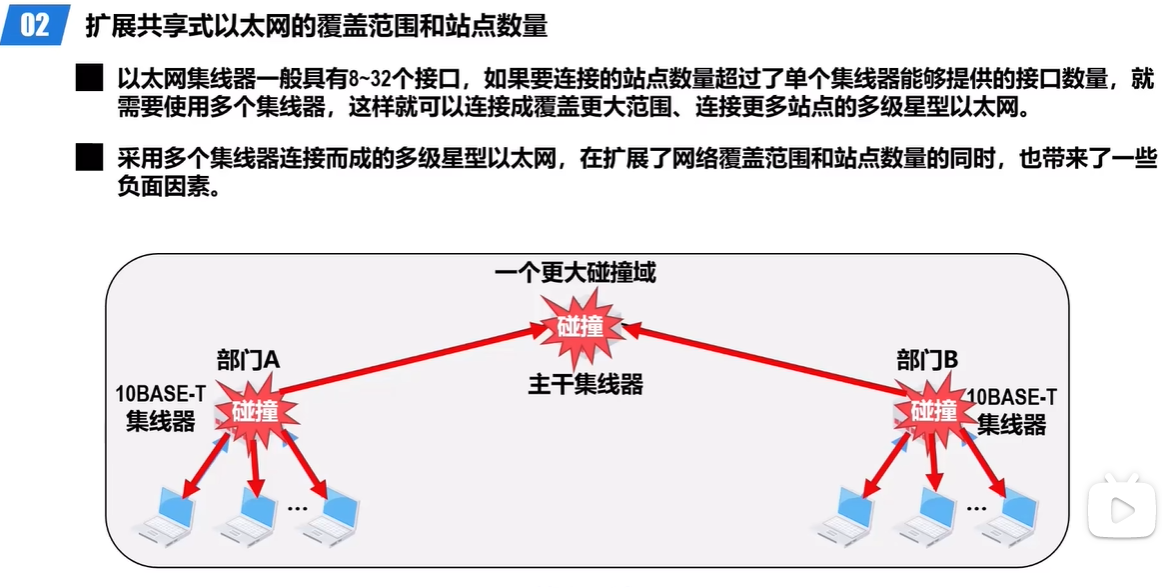 02 扩展共享式以太网的覆盖范围和站点数量
以太网集线器一般具有8~32个接口，如果要连接的站点数量超过了单个集线器能够提供的接口数量，就
需要使用多个集线器，这样就可以连接成覆盖更大范围、连接更多站点的多级星型以太网。
采用多个集线器连接而成的多级星型以太网，在扩展了网络覆盖范围和站点数量的同时，也带来了一些
负面因素。
一个更大碰撞域
碰撞
主干集线器
部门A
10BASE-T
集线器
碰撞
...
部门B
碰撞
10BASE-T
集线器
...